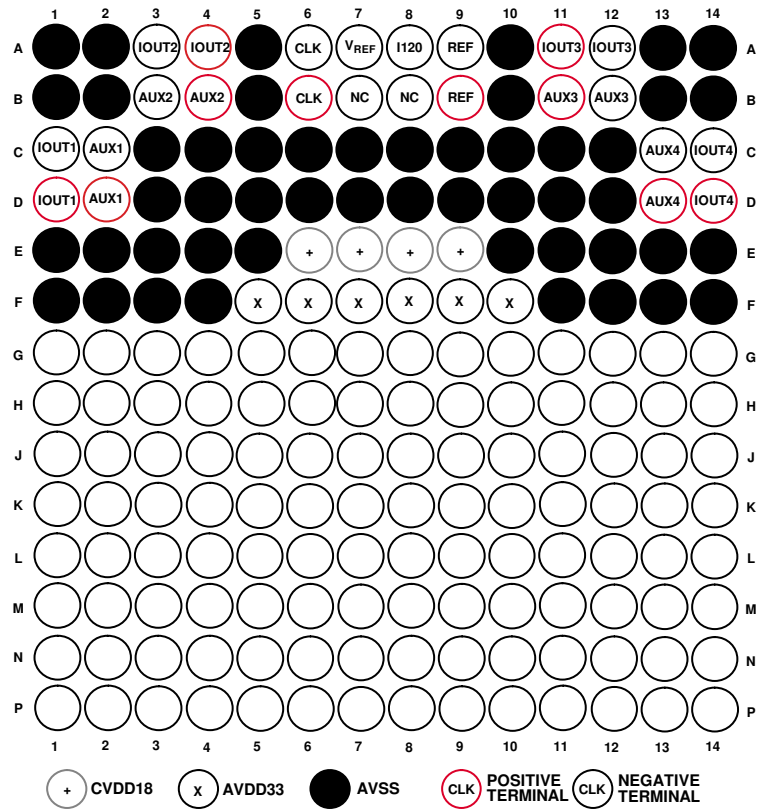 1 2 3 4 5 6 7 8 9 10 11 12 13 14
A IOUT2 IOUT2 CLK VREF I120 REF IOUT3 IOUT3 A
B AUX2 AUX2 CLK NC NC REF AUX3 AUX3 B
C IOUT1 AUX1 AUX4 IOUT4 C
D IOUT1 AUX1 AUX4 IOUT4 D
E + + + + E
F X X X X X X F
G G
H H
J J
K K
L L
M M
N N
P P
1 2 3 4 5 6 7 8 9 10 11 12 13 14
+ CVDD18 X AVDD33 AVSS CLK POSITIVE TERMINAL CLK NEGATIVE TERMINAL